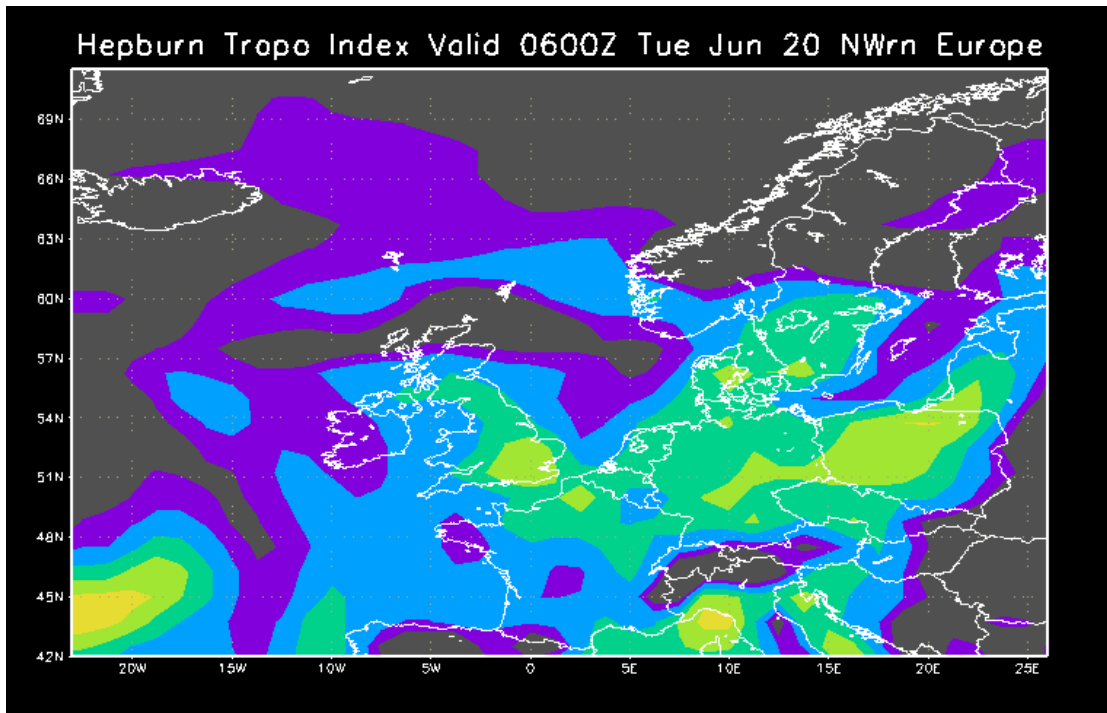 Hepburn Tropo Index Valid 0600Z Tue Jun 20 NWrn Europe
69N
66N
63N
60N
57N
54N
51N
48N
45N
42N
20W 15W 10W 5W 0 5E 10E 15E 20E 25E